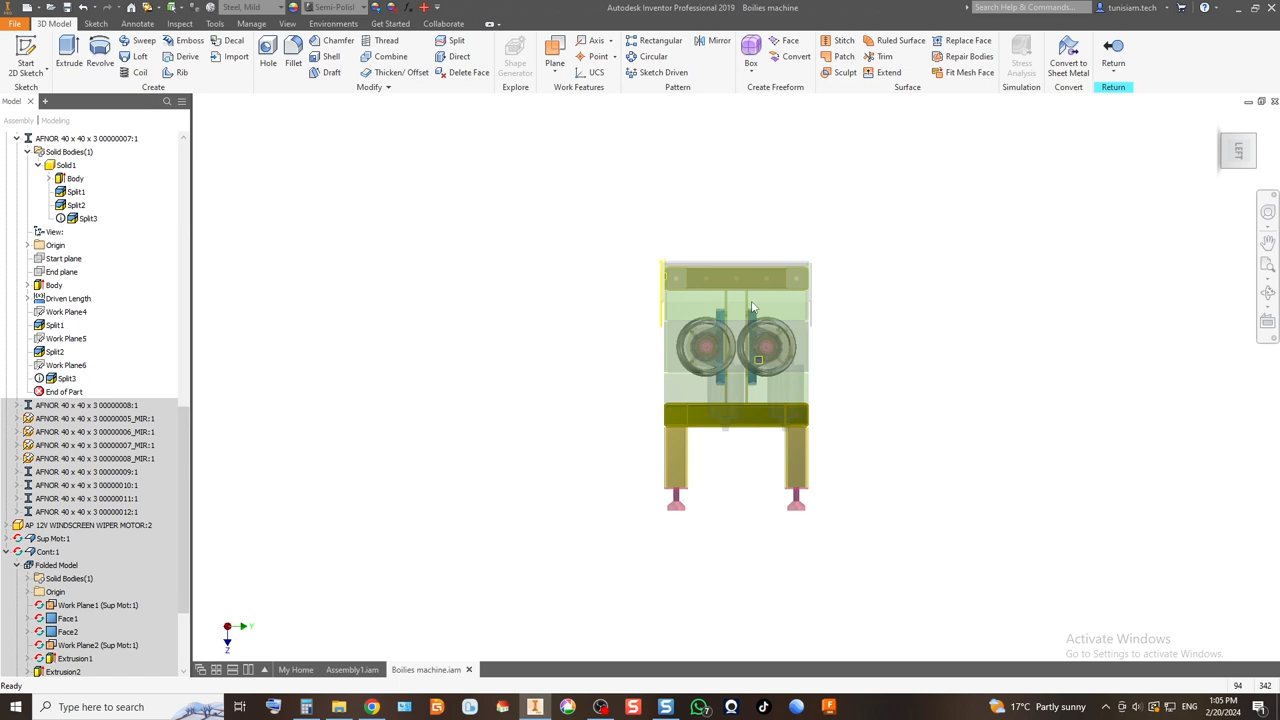 Steel, Mild
Semi-Polisl
Autodesk Inventor Professional 2019   Boilies machine
Search Help & Commands...
tunisiam.tech
File
3D Model
Sketch
Annotate
Inspect
Tools
Manage
View
Environments
Get Started
Collaborate
Start
2D Sketch
Extrude
Revolve
Sweep
Emboss
Decal
Loft
Derive
Import
Coil
Rib
Hole
Fillet
Chamfer
Thread
Split
Shell
Combine
Direct
Draft
Thicken/ Offset
Delete Face
Shape
Generator
Plane
Axis
Point
UCS
Rectangular
Mirror
Circular
Sketch Driven
Box
Face
Convert
Stitch
Ruled Surface
Replace Face
Patch
Trim
Repair Bodies
Sculpt
Extend
Fit Mesh Face
Stress
Analysis
Convert to
Sheet Metal
Return
Sketch
Create
Modify
Explore
Work Features
Pattern
Create Freeform
Surface
Simulation
Convert
Return
Model
Assembly
Modeling
AFNOR 40 x 40 x 3 00000007:1
Solid Bodies(1)
Solid1
Body
Split1
Split2
Split3
View:
Origin
Start plane
End plane
Body
Driven Length
Work Plane4
Split1
Work Plane5
Split2
Work Plane6
Split3
End of Part
AFNOR 40 x 40 x 3 00000008:1
AFNOR 40 x 40 x 3 00000005_MIR:1
AFNOR 40 x 40 x 3 00000006_MIR:1
AFNOR 40 x 40 x 3 00000007_MIR:1
AFNOR 40 x 40 x 3 00000008_MIR:1
AFNOR 40 x 40 x 3 00000009:1
AFNOR 40 x 40 x 3 00000010:1
AFNOR 40 x 40 x 3 00000011:1
AFNOR 40 x 40 x 3 00000012:1
AP 12V WINDSCREEN WIPER MOTOR:2
Sup Mot:1
Cont:1
Folded Model
Solid Bodies(1)
Origin
Work Plane1 (Sup Mot:1)
Face1
Face2
Work Plane2 (Sup Mot:1)
Extrusion1
Extrusion2
LEFT
Y
Z
Activate Windows
Go to Settings to activate Windows.
My Home
Assembly1.iam
Boilies machine.iam
Ready
94
342
Type here to search
17°C Partly sunny
1:05 PM
2/20/2024